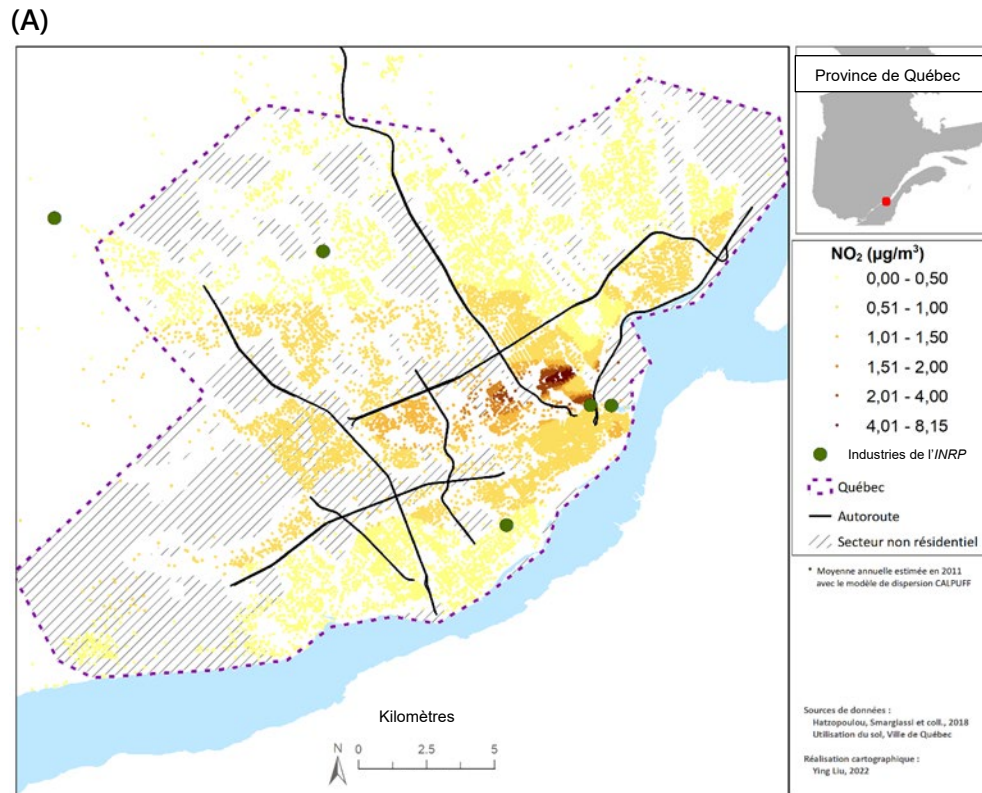 (A)
Province de Québec
NO₂ (µg/m³)
0,00 - 0,50
0,51 - 1,00
1,01 - 1,50
1,51 - 2,00
2,01 - 4,00
4,01 - 8,15
Industries de l'INRP
Québec
Autoroute
Secteur non résidentiel
* Moyenne annuelle estimée en 2011
avec le modèle de dispersion CALPUFF
Kilomètres
N
0 2.5 5
Sources de données :
Hatzopoulou, Smargiassi et coll., 2018
Utilisation du sol, Ville de Québec
Réalisation cartographique :
Ying Liu, 2022